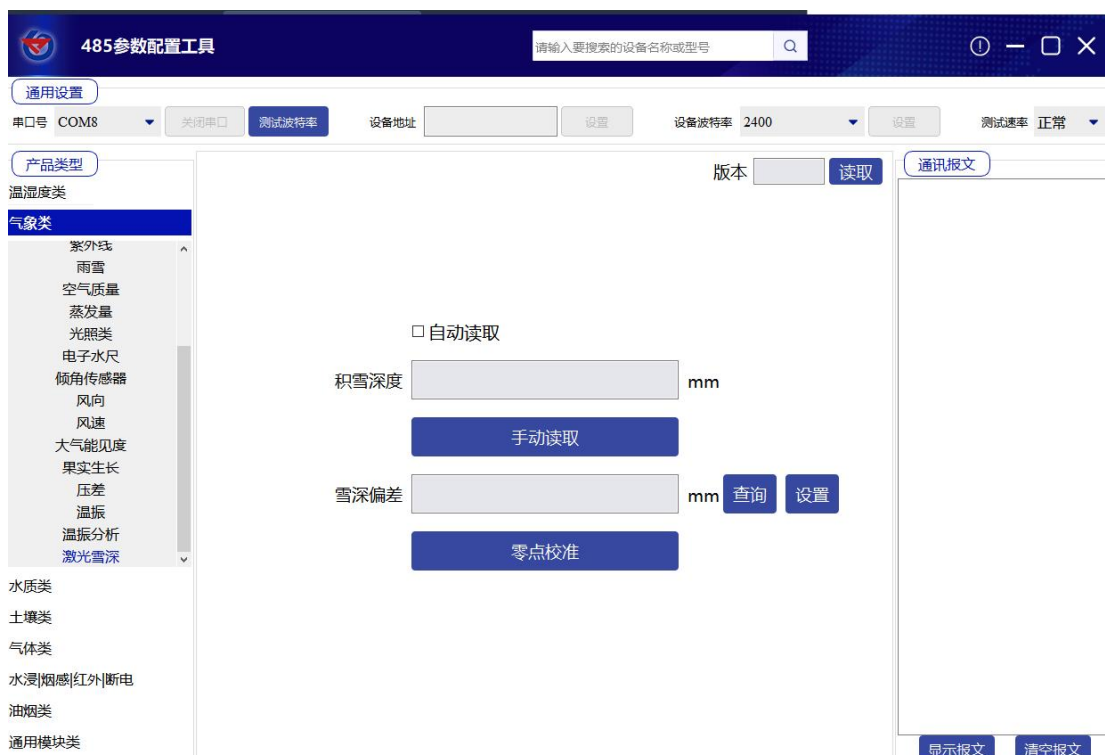 485参数配置工具
请输入要搜索的设备名称或型号
通用设置
串口号 COM8 关闭串口 测试波特率 设备地址 设置 设备波特率 2400 设置 测试速率 正常
产品类型
版本 读取
通讯报文
温湿度类
气象类
紫外线
雨雪
空气质量
蒸发量
光照类
自动读取
电子水尺
倾角传感器
积雪深度 mm
风向
风速
手动读取
大气能见度
果实生长
压差
雪深偏差 mm 查询 设置
温振
温振分析
零点校准
激光雪深
水质类
土壤类
气体类
水浸|烟感|红外|断电
油烟类
通用模块类
显示报文 清空报文